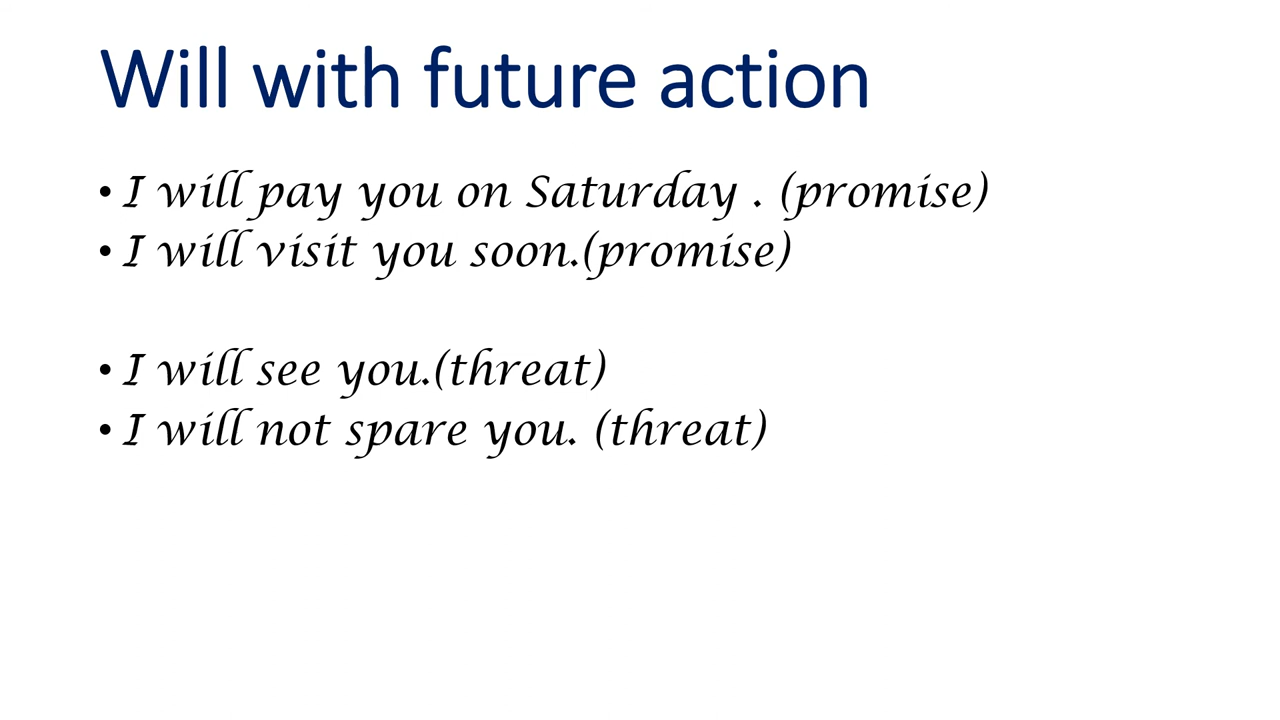 Will with future action
• I will pay you on Saturday . (promise)
• I will visit you soon.(promise)
• I will see you.(threat)
• I will not spare you. (threat)